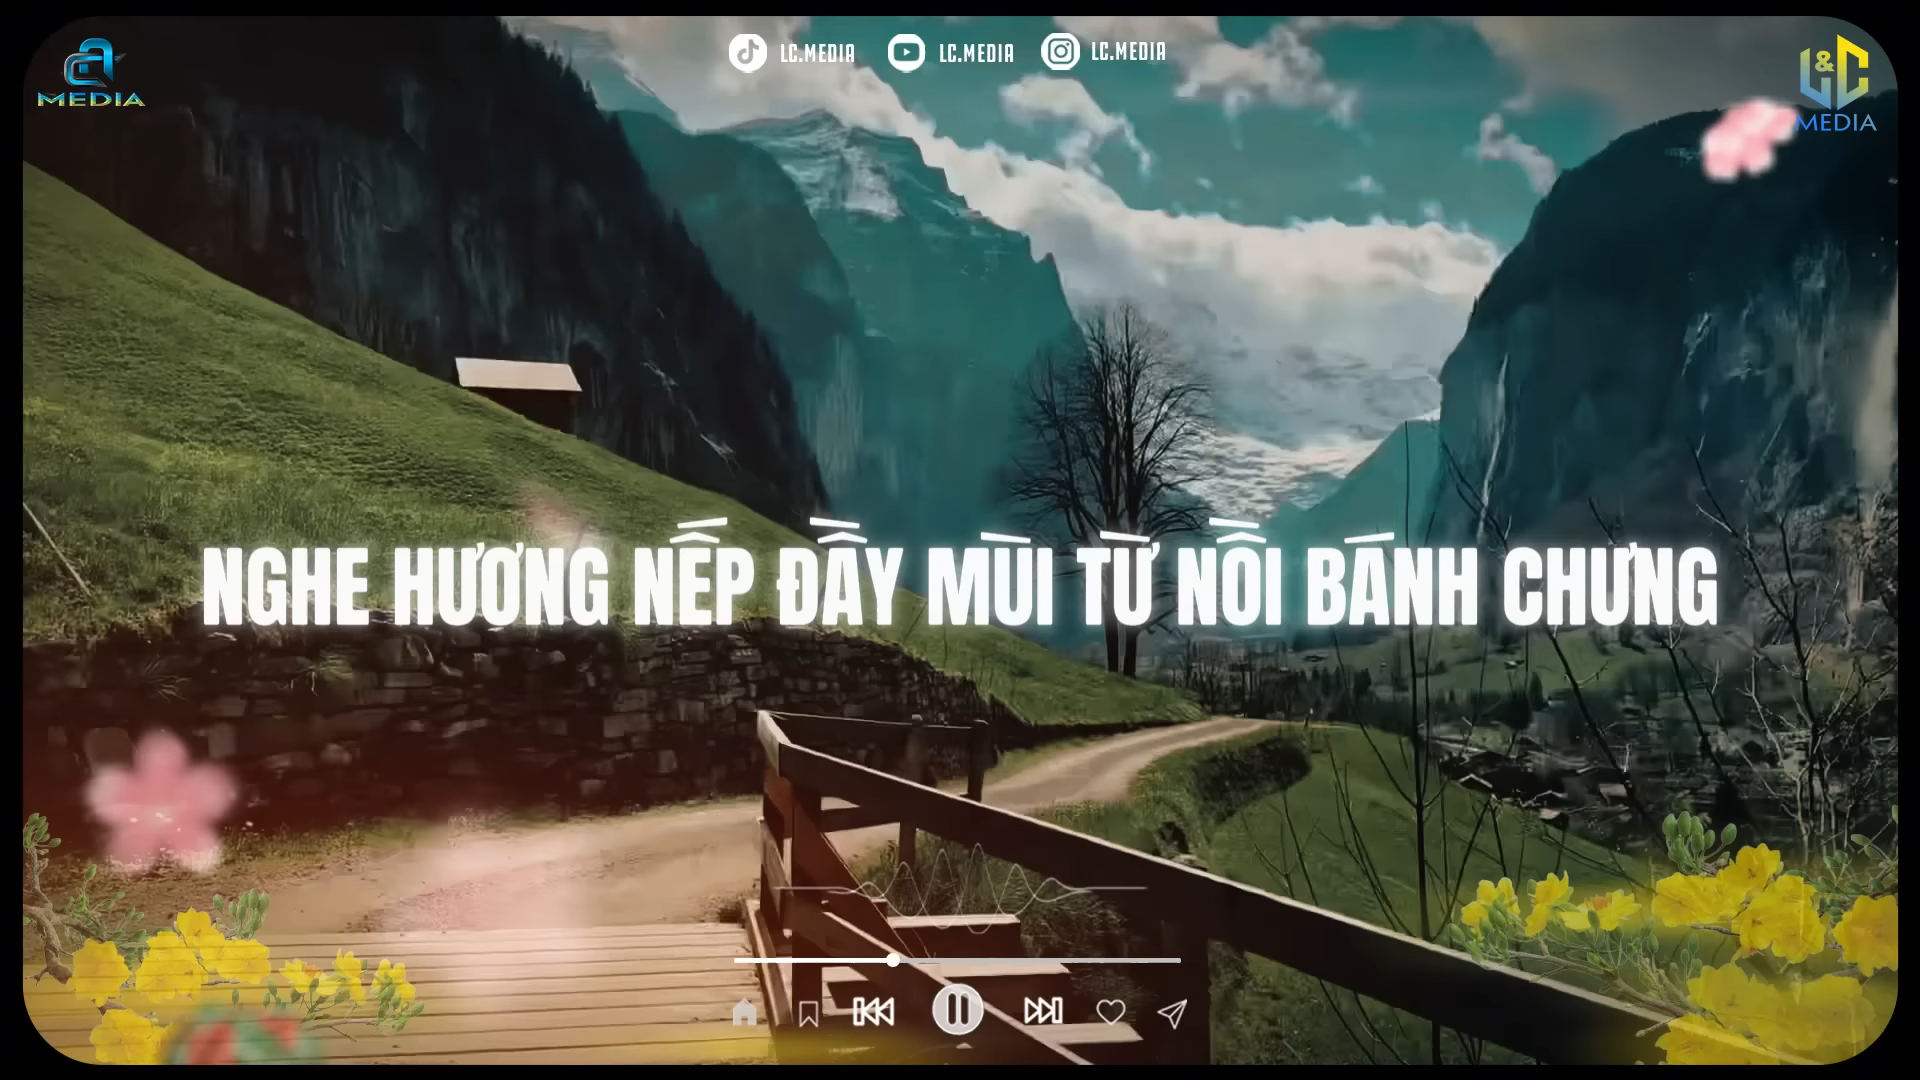 a
MEDIA
LC.MEDIA LC.MEDIA LC.MEDIA
L&C
MEDIA
NGHE HƯƠNG NẾP ĐẦY MÙI TỪ NỒI BÁNH CHƯNG